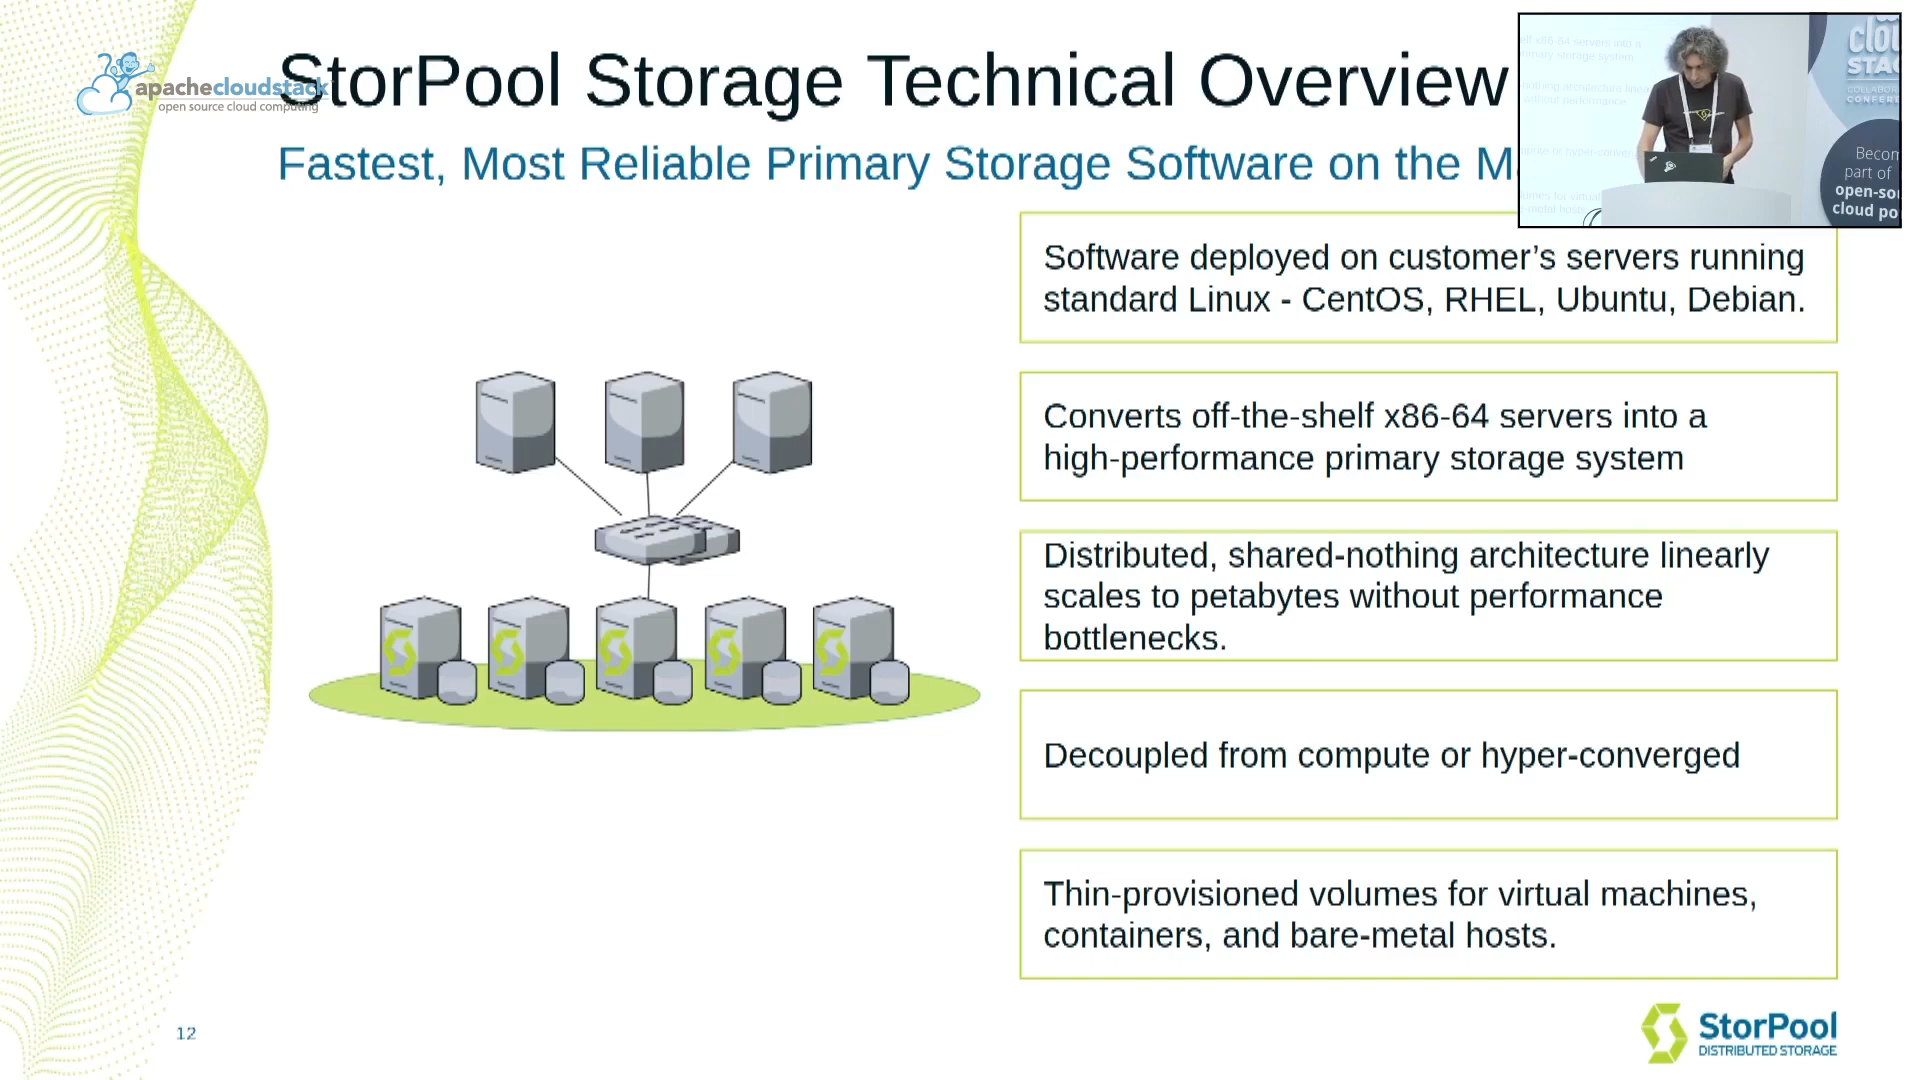 StorPool Storage Technical Overview
apachecloudstack
open source cloud computing
Fastest, Most Reliable Primary Storage Software on the M
Software deployed on customer’s servers running
standard Linux - CentOS, RHEL, Ubuntu, Debian.
Converts off-the-shelf x86-64 servers into a
high-performance primary storage system
Distributed, shared-nothing architecture linearly
scales to petabytes without performance
bottlenecks.
Decoupled from compute or hyper-converged
Thin-provisioned volumes for virtual machines,
containers, and bare-metal hosts.
Becom
part of
open-so
cloud po
12
StorPool
DISTRIBUTED STORAGE